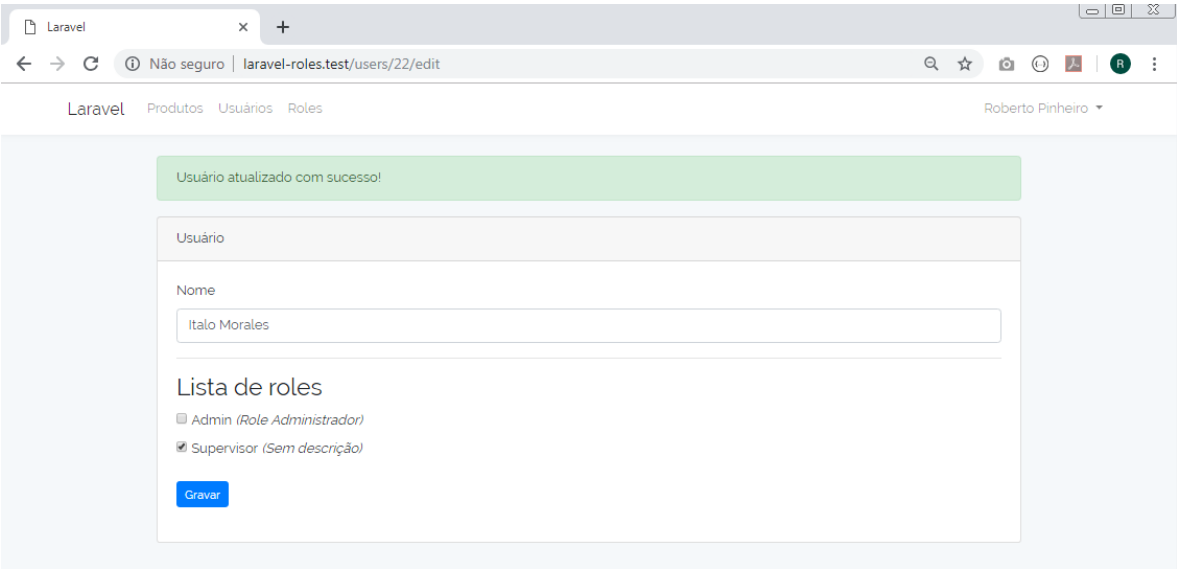 Laravel
Não seguro | laravel-roles.test/users/22/edit
R
Laravel Produtos Usuários Roles Roberto Pinheiro
Usuário atualizado com sucesso!
Usuário
Nome
Italo Morales
Lista de roles
Admin (Role Administrador)
Supervisor (Sem descrição)
Gravar